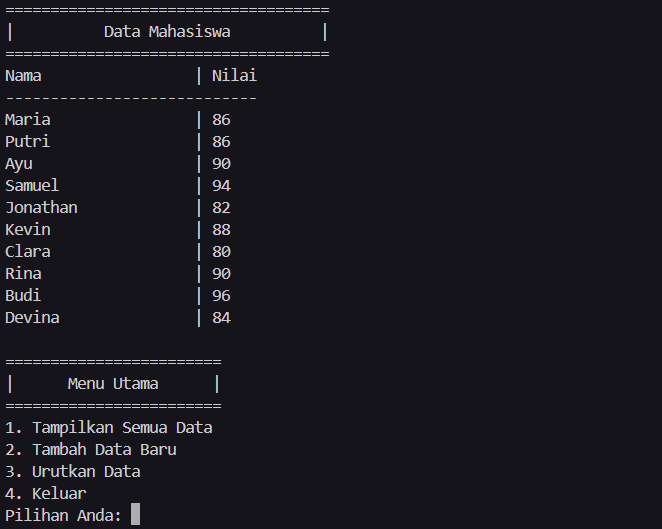 ====================================
|          Data Mahasiswa          |
====================================
Nama                 | Nilai
----------------------------
Maria                | 86
Putri                | 86
Ayu                  | 90
Samuel               | 94
Jonathan             | 82
Kevin                | 88
Clara                | 80
Rina                 | 90
Budi                 | 96
Devina               | 84
========================
|      Menu Utama      |
========================
1. Tampilkan Semua Data
2. Tambah Data Baru
3. Urutkan Data
4. Keluar
Pilihan Anda: